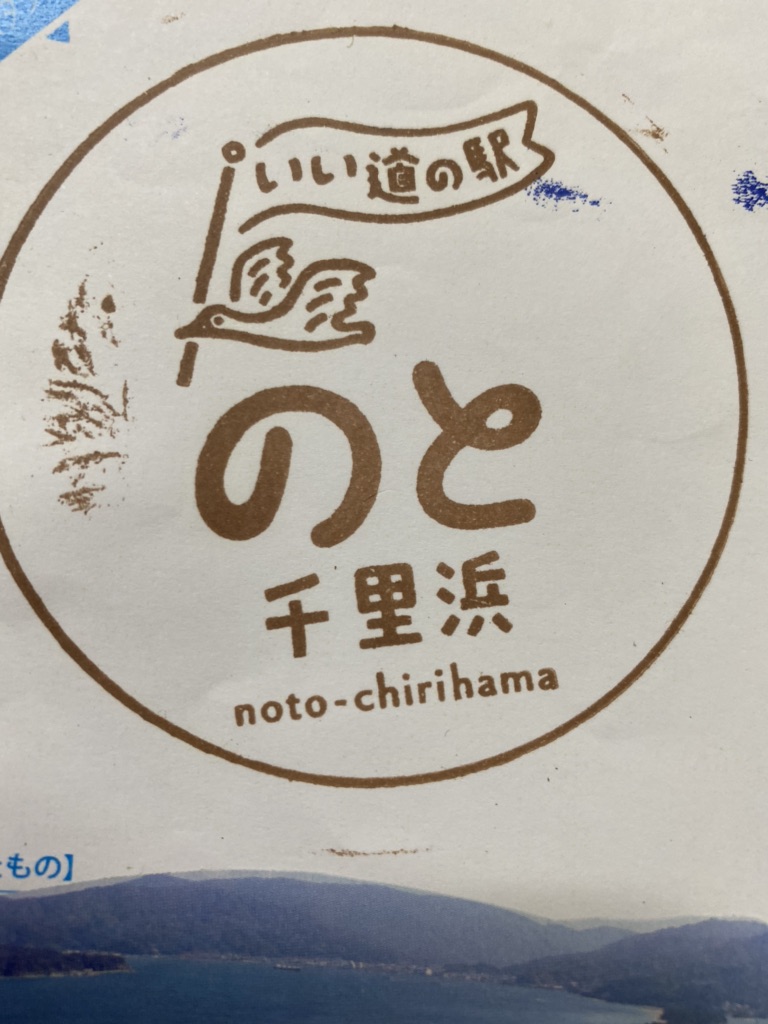 いい道の駅
のと
千里浜
noto-chirihama
もの】